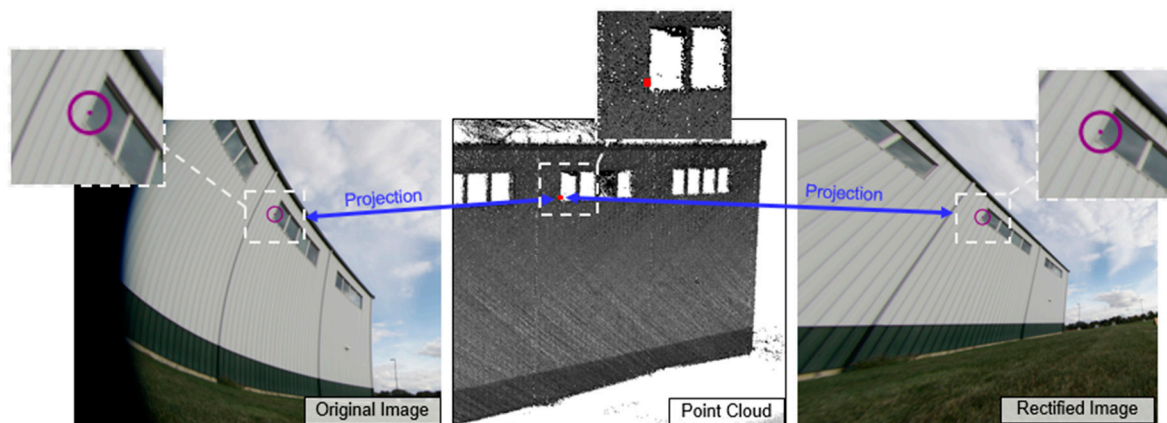 Projection
Projection
Original Image
Point Cloud
Rectified Image